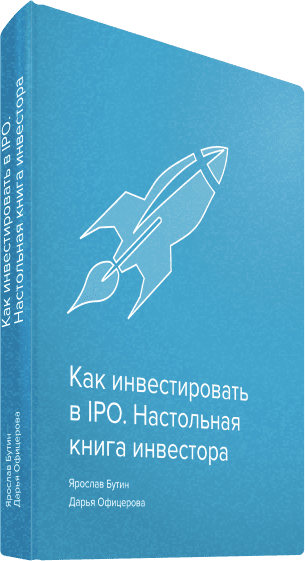 Как инвестировать в IPO.
Настольная книга инвестора
Ярослав Бутин
Дарья Офицерова
Как инвестировать
в IPO. Настольная
книга инвестора
Ярослав Бутин
Дарья Офицерова